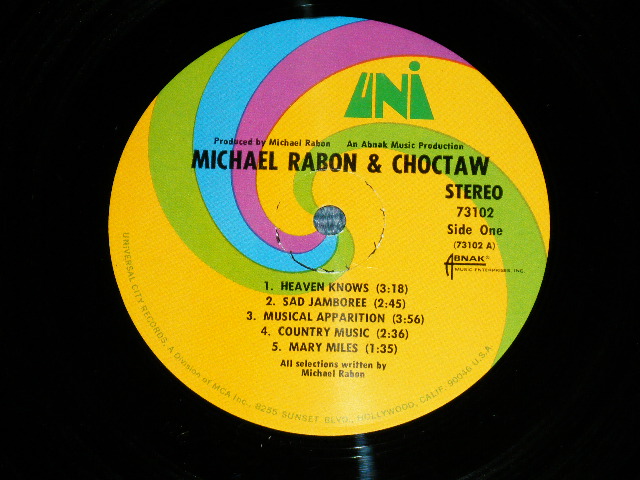 UNI
Produced by Michael Rabon An Abnak Music Production
MICHAEL RABON & CHOCTAW
STEREO
73102
Side One
(73102 A)
ABNAK®
MUSIC ENTERPRISES, INC.
1. HEAVEN KNOWS (3:18)
2. SAD JAMBOREE (2:45)
3. MUSICAL APPARITION (3:56)
4. COUNTRY MUSIC (2:36)
5. MARY MILES (1:35)
All selections written by
Michael Rabon
UNIVERSAL CITY RECORDS, A Division of MCA Inc., 8255 SUNSET BLVD., HOLLYWOOD, CALIF. 90046 U.S.A.